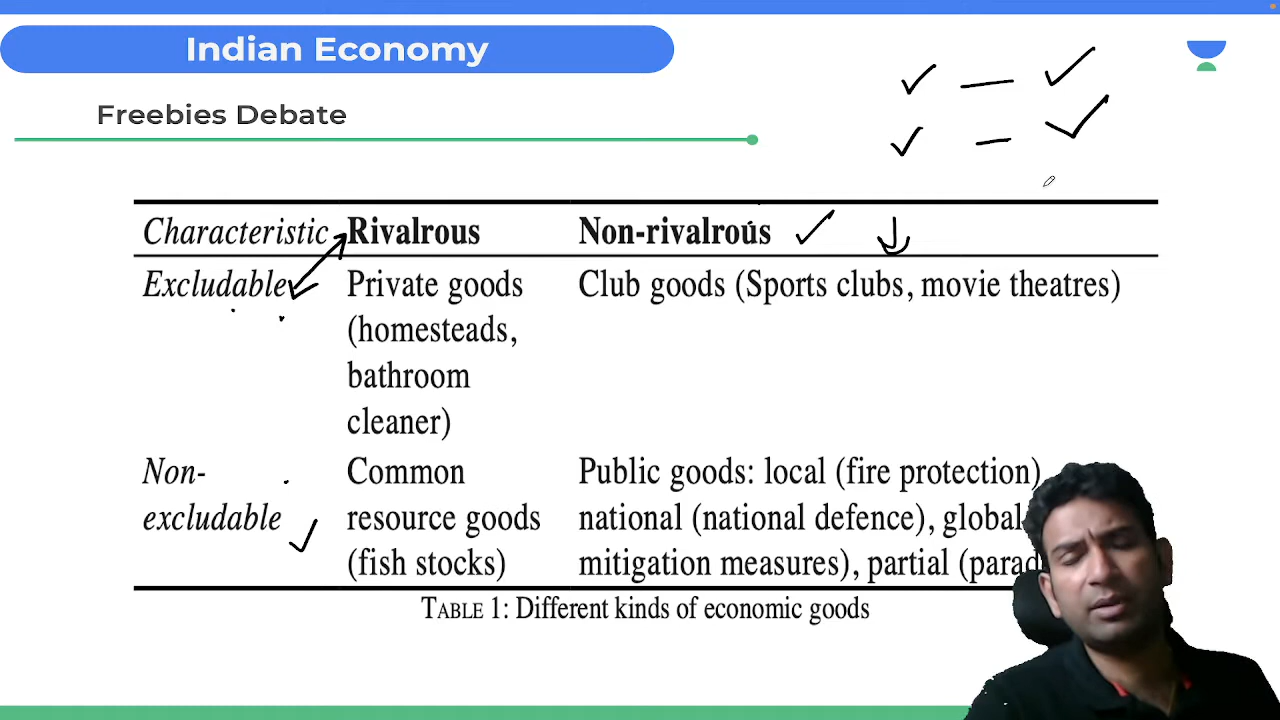 Indian Economy
Freebies Debate
Characteristic Rivalrous Non-rivalrous
Excludable Private goods Club goods (Sports clubs, movie theatres)
(homesteads,
bathroom
cleaner)
Non- Common Public goods: local (fire protection)
excludable resource goods national (national defence), global
(fish stocks) mitigation measures), partial
TABLE 1: Different kinds of economic goods